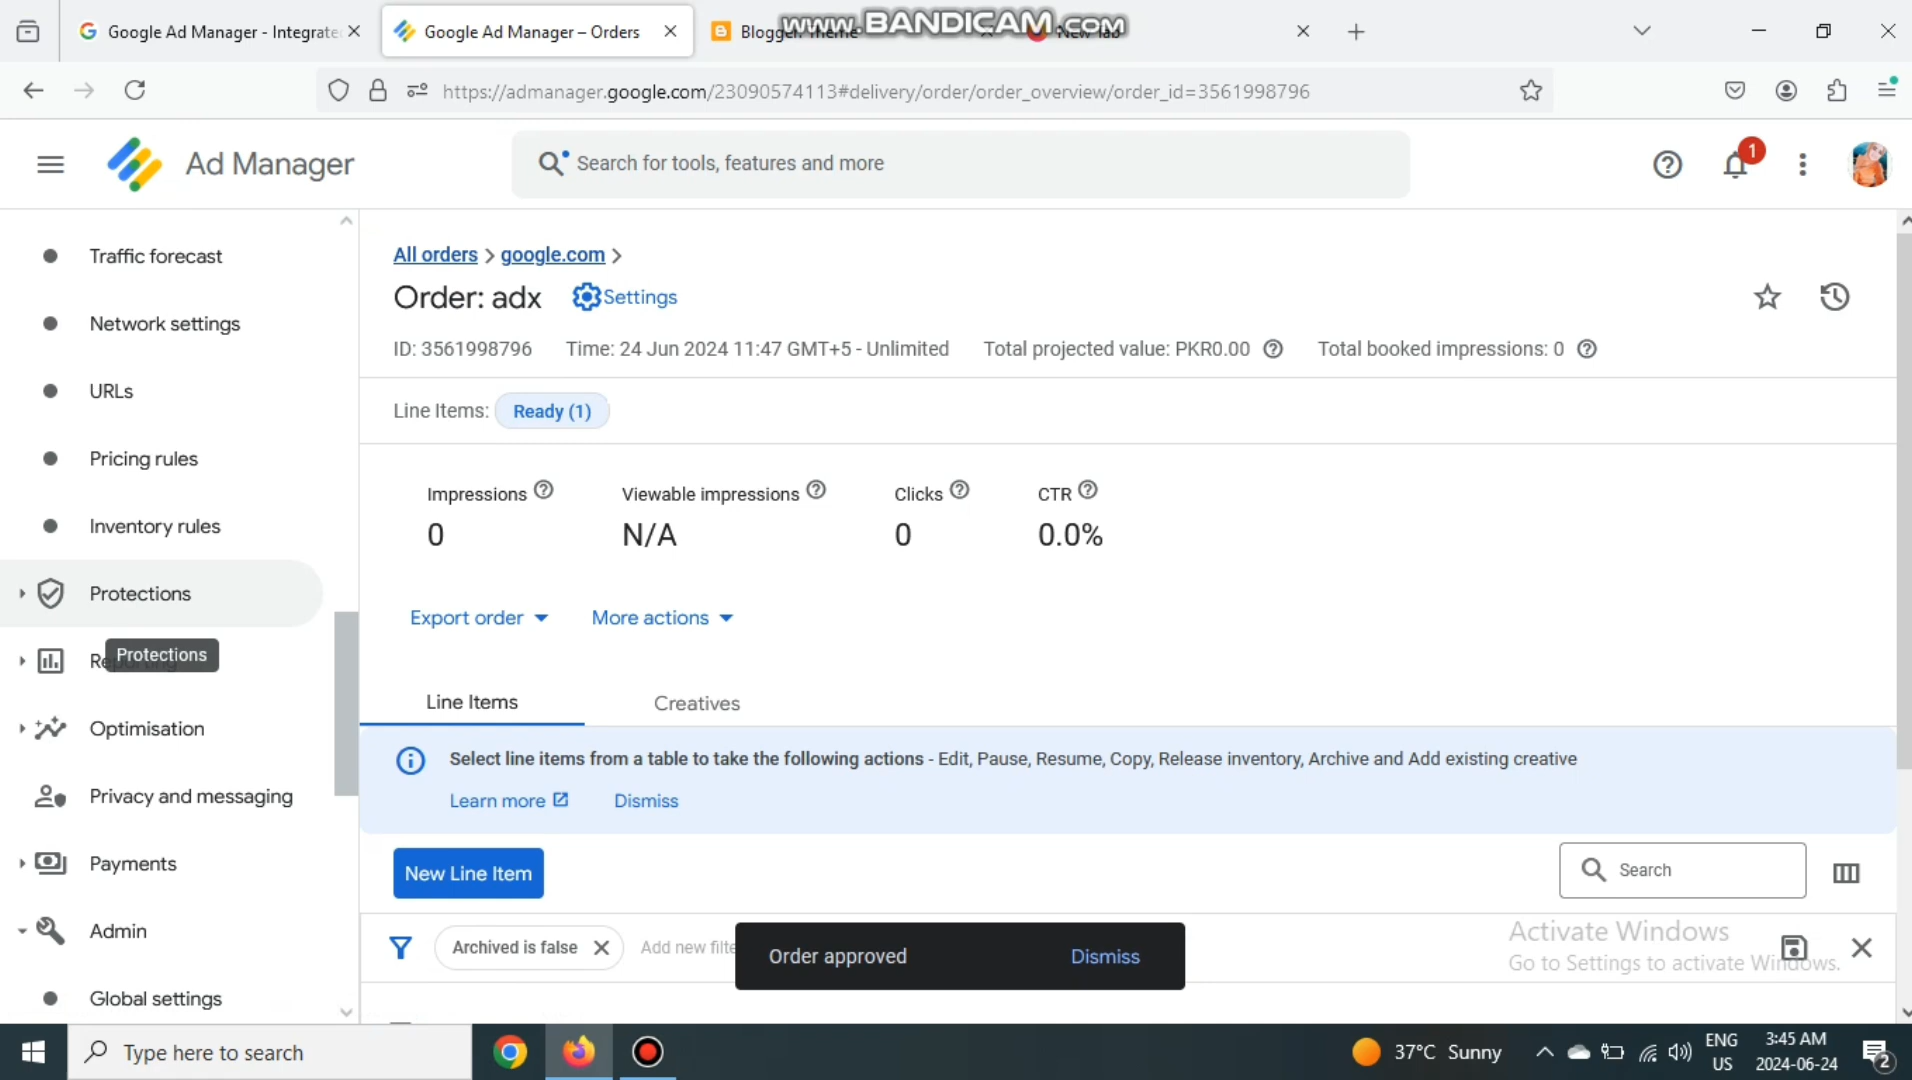 Google Ad Manager - Integrate
Google Ad Manager – Orders
Blogger: Theme
New Tab
www.BANDICAM.com
https://admanager.google.com/23090574113#delivery/order/order_overview/order_id=3561998796
Ad Manager
Search for tools, features and more
1
Traffic forecast
Network settings
URLs
Pricing rules
Inventory rules
Protections
Reporting
Protections
Optimisation
Privacy and messaging
Payments
Admin
Global settings
All orders
google.com
Order: adx
Settings
ID: 3561998796
Time: 24 Jun 2024 11:47 GMT+5 - Unlimited
Total projected value: PKR0.00
Total booked impressions: 0
Line Items:
Ready (1)
Impressions
0
Viewable impressions
N/A
Clicks
0
CTR
0.0%
Export order
More actions
Line Items
Creatives
Select line items from a table to take the following actions - Edit, Pause, Resume, Copy, Release inventory, Archive and Add existing creative
Learn more
Dismiss
New Line Item
Search
Archived is false
Add new filte
Order approved
Dismiss
Activate Windows
Go to Settings to activate Windows.
Type here to search
37°C Sunny
ENG
US
3:45 AM
2024-06-24
2